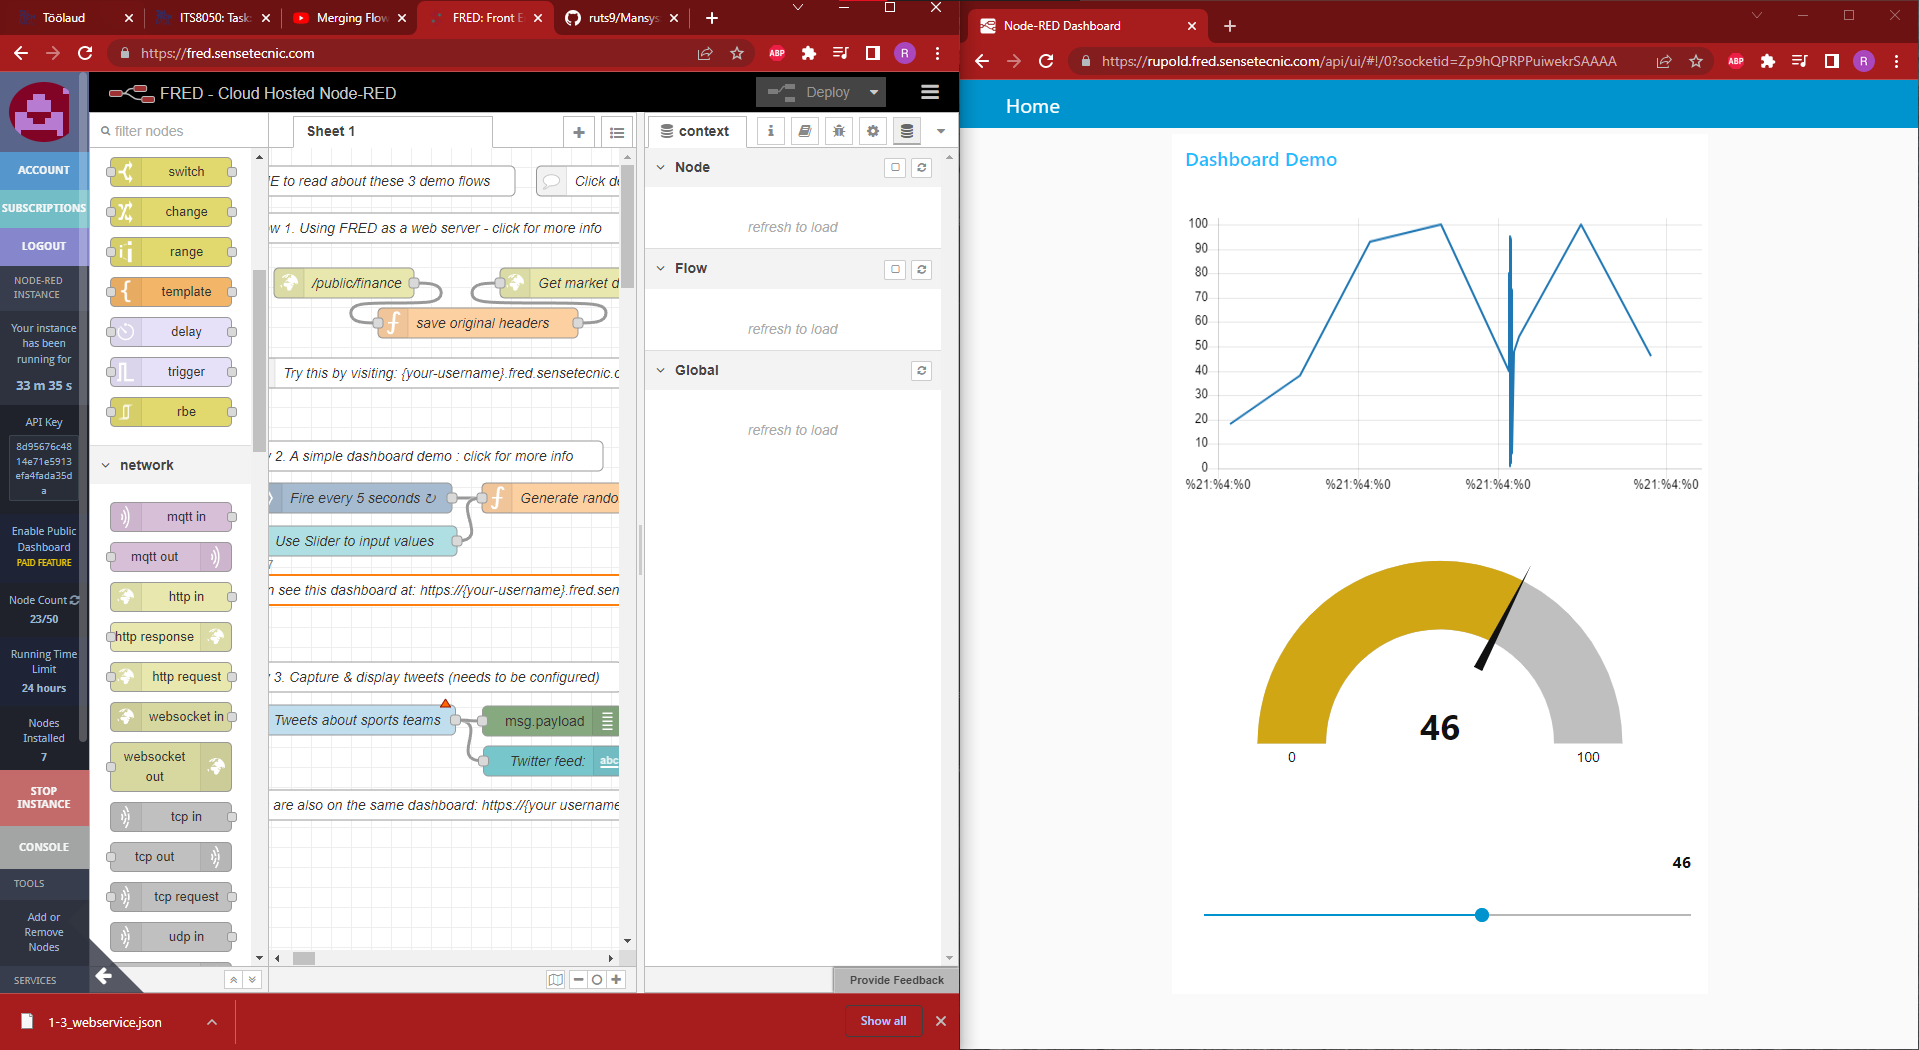 Töölaud
ITS8050: Task
Merging Flow
FRED: Front E
ruts9/Mansys
https://fred.sensetecnic.com
ABP
R
FRED - Cloud Hosted Node-RED
Deploy
ACCOUNT
SUBSCRIPTIONS
LOGOUT
NODE-RED
INSTANCE
Your instance
has been
running for
33 m 35 s
API Key
8d95676c48
14e71e5913
efa4fada35d
a
Enable Public
Dashboard
PAID FEATURE
Node Count
23/50
Running Time
Limit
24 hours
Nodes
Installed
7
STOP
INSTANCE
CONSOLE
TOOLS
Add or
Remove
Nodes
SERVICES
filter nodes
switch
change
range
template
delay
trigger
rbe
network
mqtt in
mqtt out
http in
http response
http request
websocket in
websocket
out
tcp in
tcp out
tcp request
udp in
Sheet 1
E to read about these 3 demo flows
Click de
w 1. Using FRED as a web server - click for more info
/public/finance
Get market d
save original headers
Try this by visiting: {your-username}.fred.sensetecnic.c
2. A simple dashboard demo : click for more info
Fire every 5 seconds ↻
Generate rando
Use Slider to input values
7
n see this dashboard at: https://{your-username}.fred.sen
3. Capture & display tweets (needs to be configured)
Tweets about sports teams
msg.payload
Twitter feed:
abc
are also on the same dashboard: https://{your username
context
Node
refresh to load
Flow
refresh to load
Global
refresh to load
Provide Feedback
1-3_webservice.json
Show all
Node-RED Dashboard
https://rupold.fred.sensetecnic.com/api/ui/#!/0?socketid=Zp9hQPRPPuiwekrSAAAA
ABP
R
Home
Dashboard Demo
100
90
80
70
60
50
40
30
20
10
0
%21:%4:%0
%21:%4:%0
%21:%4:%0
%21:%4:%0
46
0
100
46